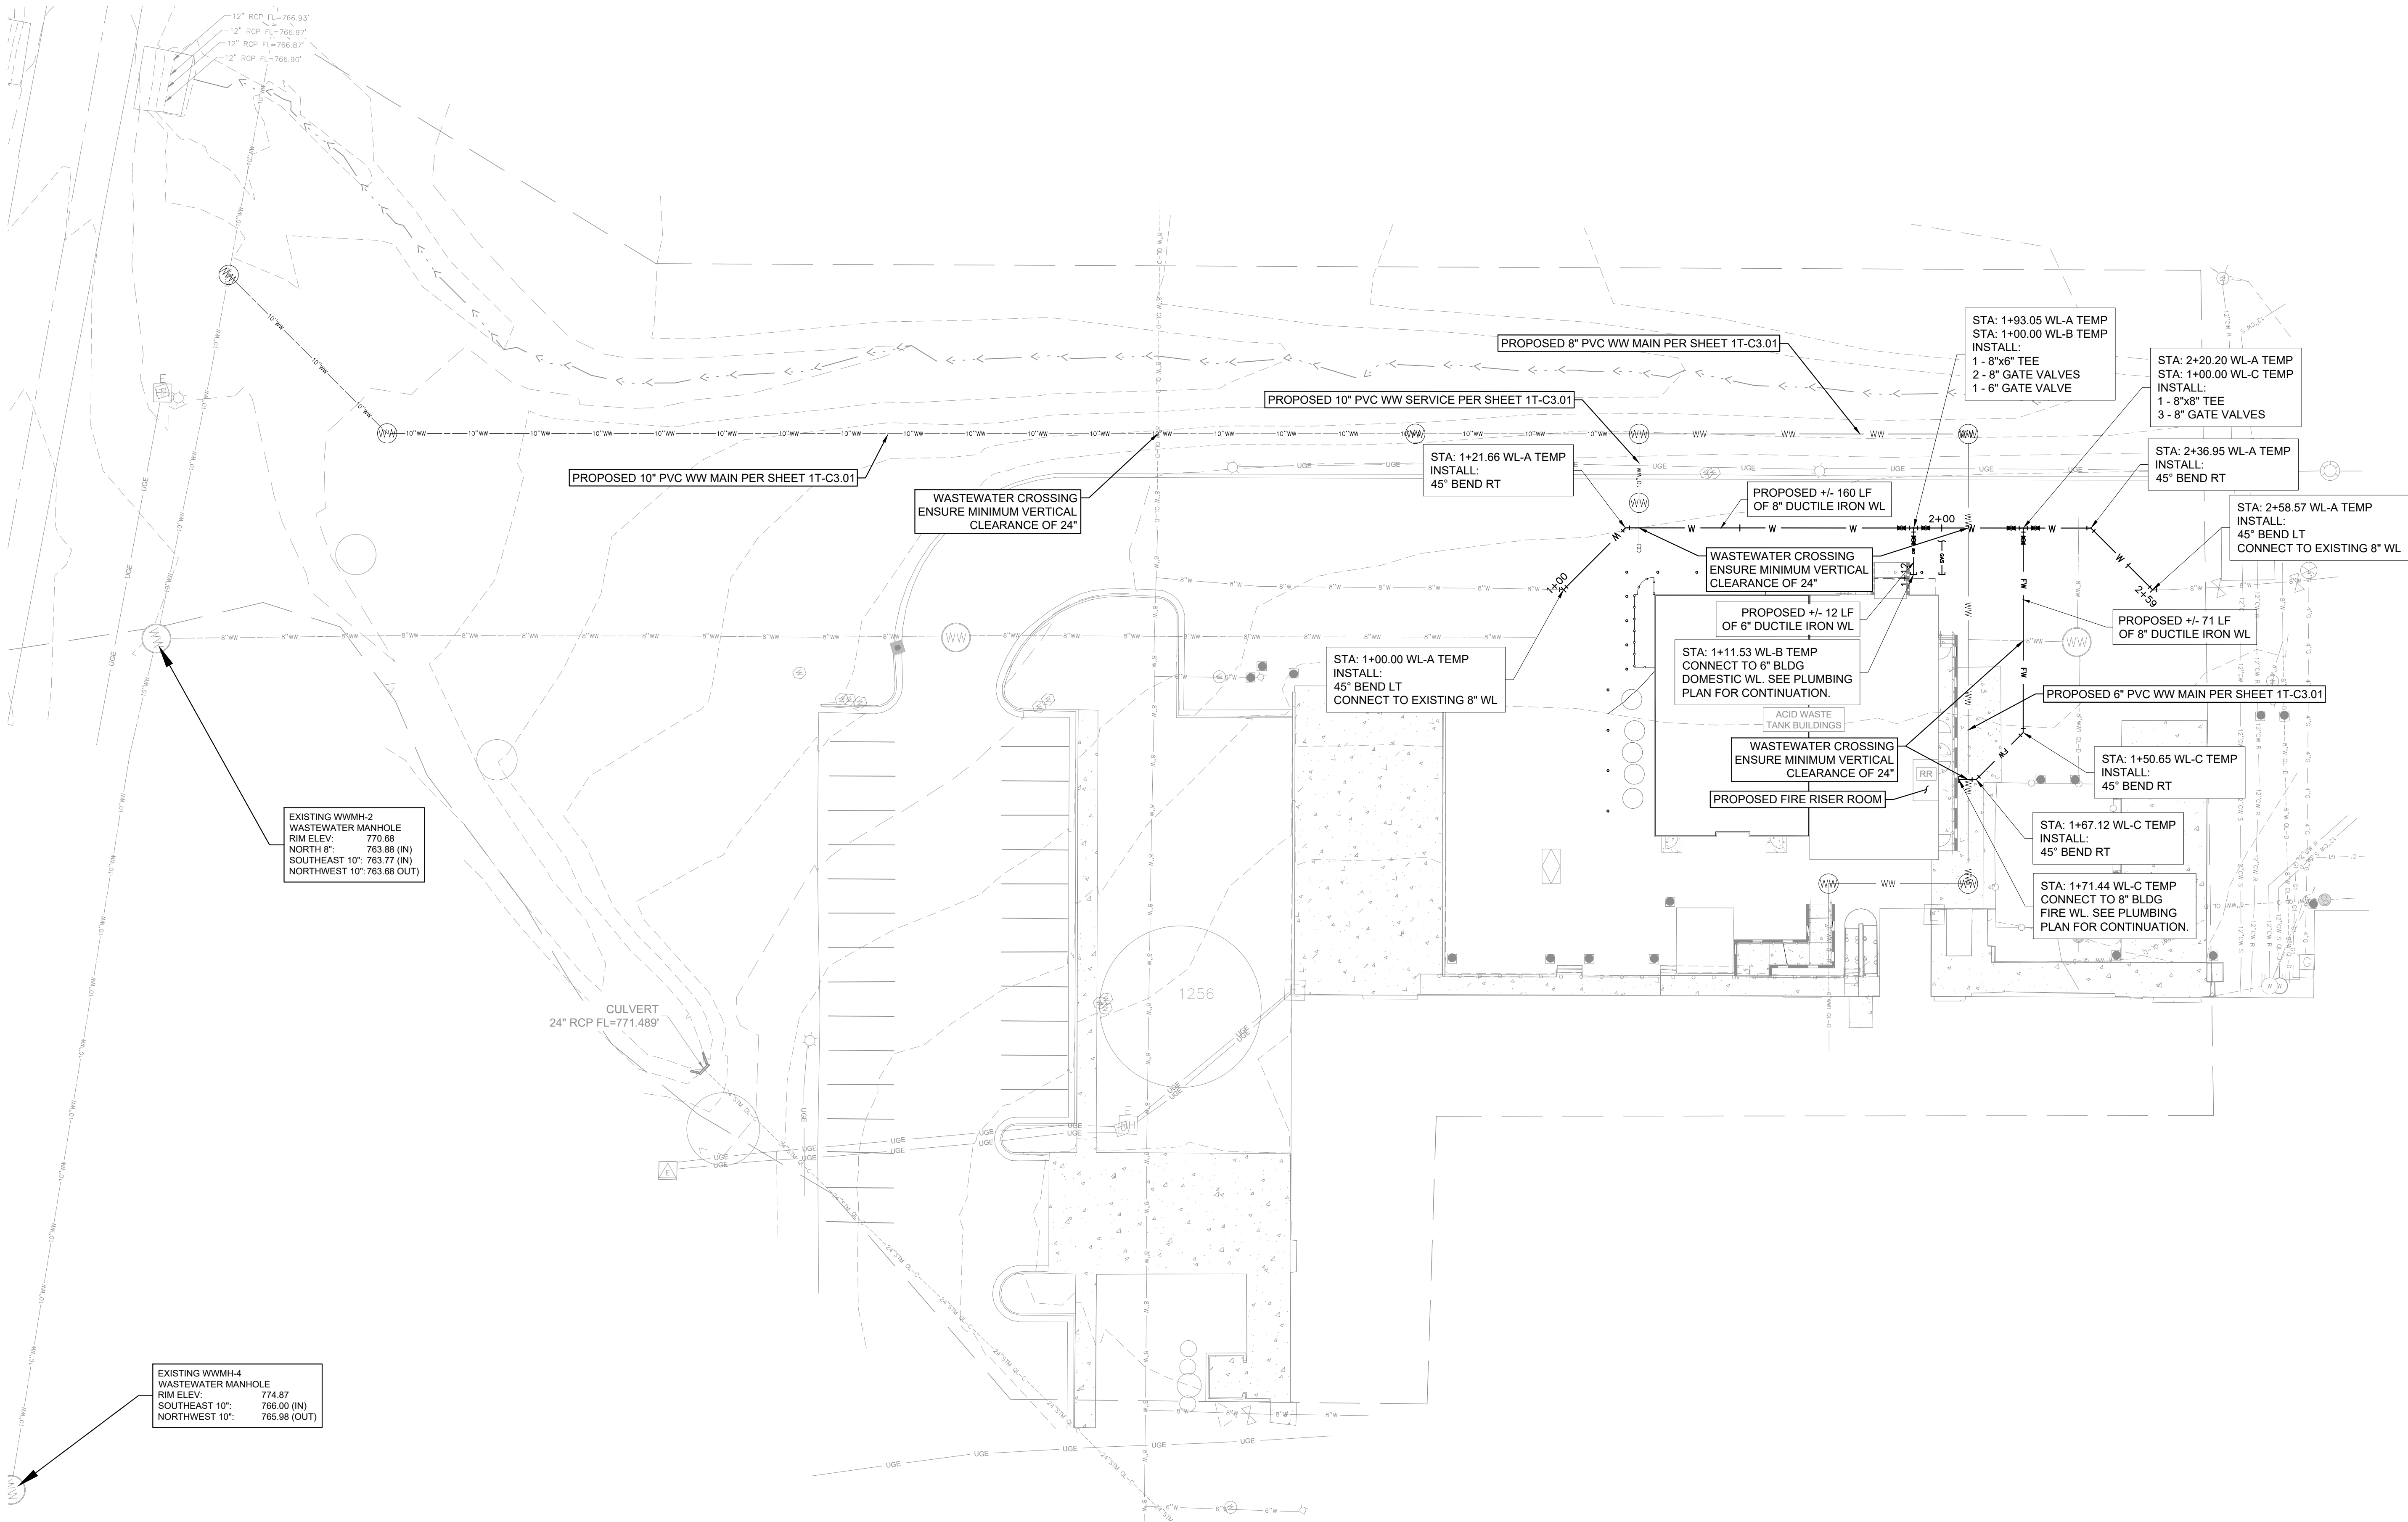 12" RCP FL=766.93'
12" RCP FL=766.97'
12" RCP FL=766.87'
12" RCP FL=766.90'
STA: 1+93.05 WL-A TEMP
STA: 1+00.00 WL-B TEMP
INSTALL:
1 - 8"x6" TEE
2 - 8" GATE VALVES
1 - 6" GATE VALVE
PROPOSED 8" PVC WW MAIN PER SHEET 1T-C3.01
STA: 2+20.20 WL-A TEMP
STA: 1+00.00 WL-C TEMP
INSTALL:
1 - 8"x8" TEE
3 - 8" GATE VALVES
PROPOSED 10" PVC WW SERVICE PER SHEET 1T-C3.01
STA: 1+21.66 WL-A TEMP
INSTALL:
45° BEND RT
STA: 2+36.95 WL-A TEMP
INSTALL:
45° BEND RT
PROPOSED 10" PVC WW MAIN PER SHEET 1T-C3.01
WASTEWATER CROSSING
ENSURE MINIMUM VERTICAL
CLEARANCE OF 24"
PROPOSED +/- 160 LF
OF 8" DUCTILE IRON WL
STA: 2+58.57 WL-A TEMP
INSTALL:
45° BEND LT
CONNECT TO EXISTING 8" WL
2+00
WASTEWATER CROSSING
ENSURE MINIMUM VERTICAL
CLEARANCE OF 24"
1+00
1+12
GAS
2+59
PROPOSED +/- 12 LF
OF 6" DUCTILE IRON WL
PROPOSED +/- 71 LF
OF 8" DUCTILE IRON WL
STA: 1+11.53 WL-B TEMP
CONNECT TO 6" BLDG
DOMESTIC WL. SEE PLUMBING
PLAN FOR CONTINUATION.
STA: 1+00.00 WL-A TEMP
INSTALL:
45° BEND LT
CONNECT TO EXISTING 8" WL
PROPOSED 6" PVC WW MAIN PER SHEET 1T-C3.01
ACID WASTE
TANK BUILDINGS
WASTEWATER CROSSING
ENSURE MINIMUM VERTICAL
CLEARANCE OF 24"
RR
STA: 1+50.65 WL-C TEMP
INSTALL:
45° BEND RT
PROPOSED FIRE RISER ROOM
EXISTING WWMH-2
WASTEWATER MANHOLE
RIM ELEV: 770.68
NORTH 8": 763.88 (IN)
SOUTHEAST 10": 763.77 (IN)
NORTHWEST 10": 763.68 OUT)
STA: 1+67.12 WL-C TEMP
INSTALL:
45° BEND RT
STA: 1+71.44 WL-C TEMP
CONNECT TO 8" BLDG
FIRE WL. SEE PLUMBING
PLAN FOR CONTINUATION.
1256
CULVERT
24" RCP FL=771.489'
EXISTING WWMH-4
WASTEWATER MANHOLE
RIM ELEV: 774.87
SOUTHEAST 10": 766.00 (IN)
NORTHWEST 10": 765.98 (OUT)